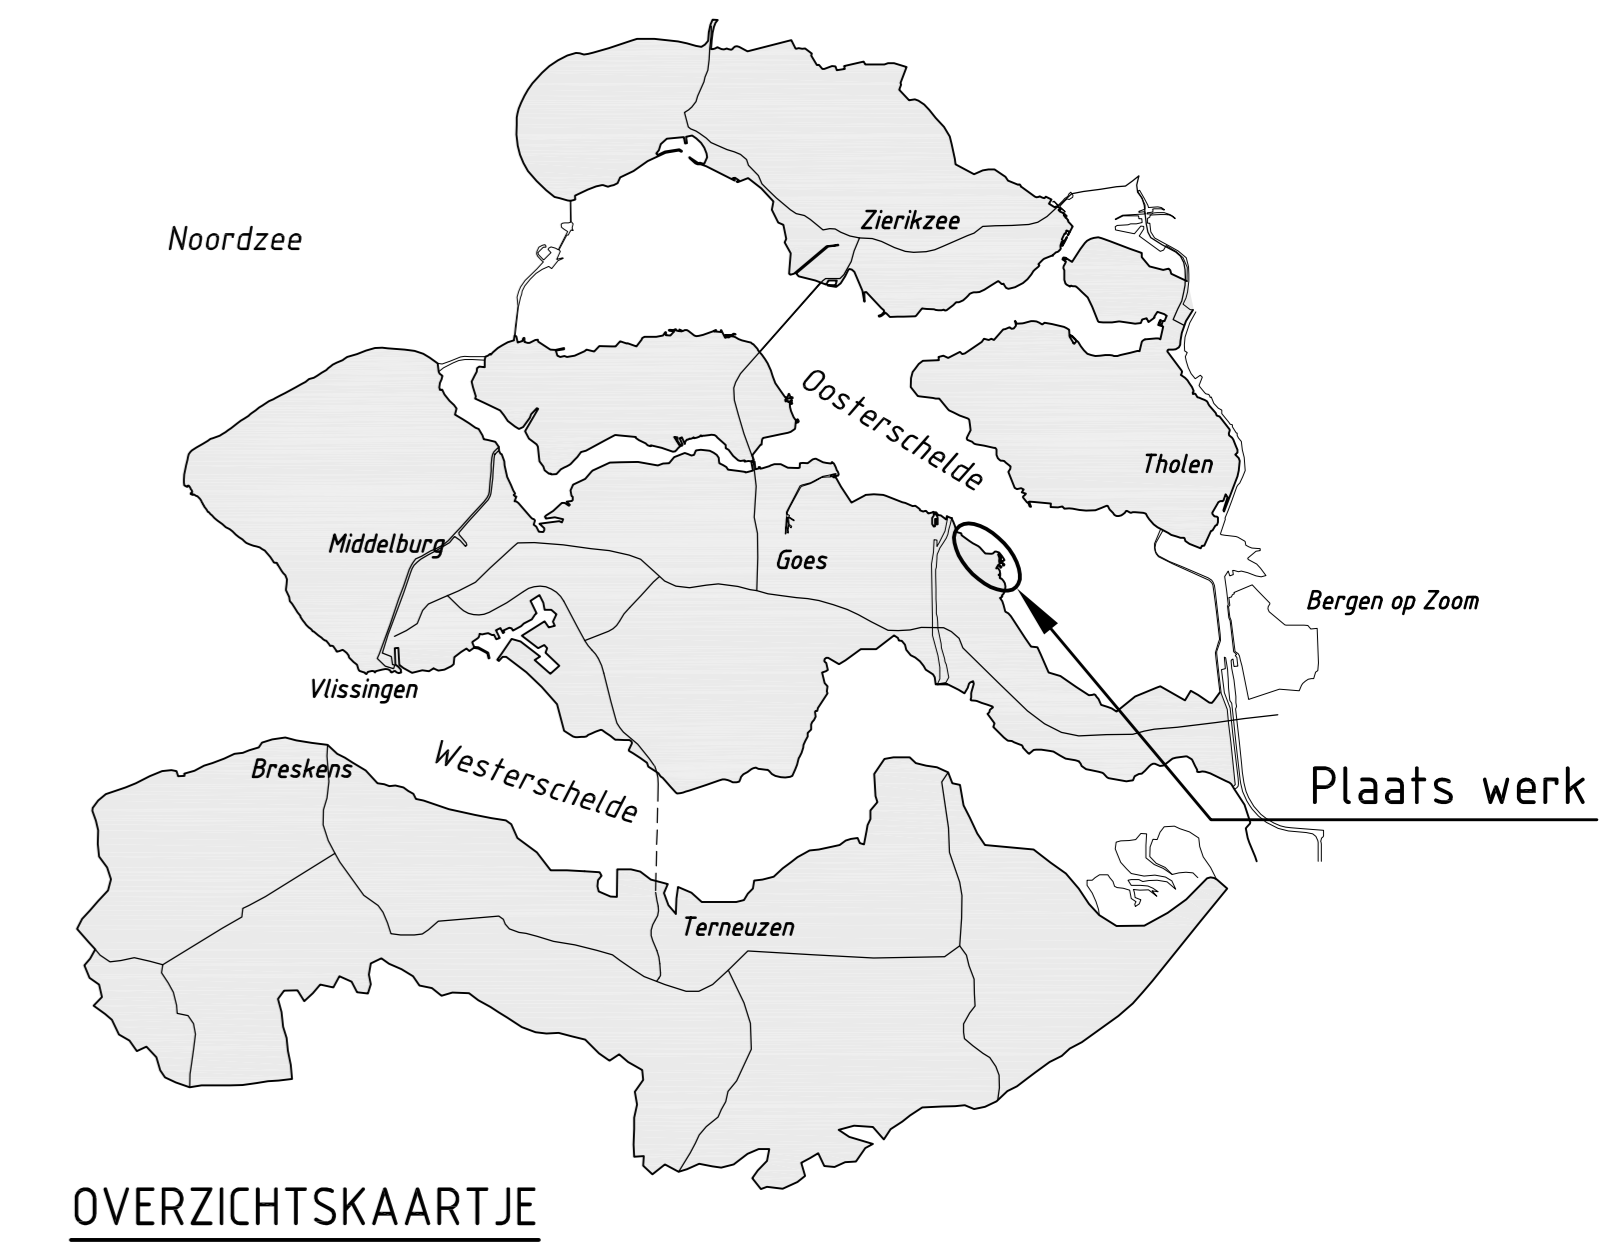 Zierikzee
Noordzee
Oosterschelde
Tholen
Middelburg
Goes
Bergen op Zoom
Vlissingen
Westerschelde
Breskens
Plaats werk
Terneuzen
OVERZICHTSKAARTJE